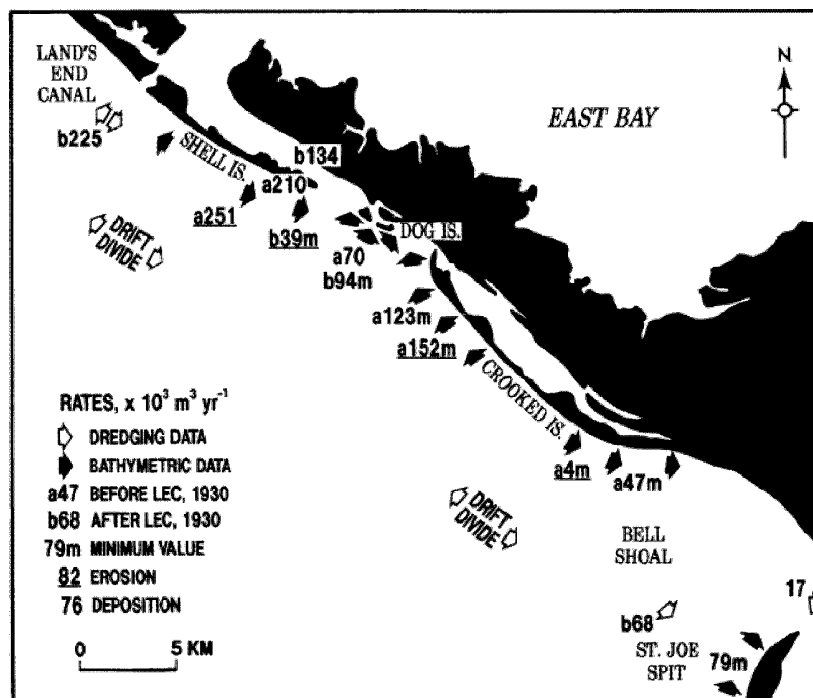 LAND'S
END
CANAL
N
EAST BAY
b225
SHELL IS.
b134
a210
a251
b39m
DOG IS.
DRIFT
DIVIDE
a70
b94m
a123m
a152m
CROOKED IS.
RATES, x 10³ m³ yr⁻¹
DREDGING DATA
BATHYMETRIC DATA
a47 BEFORE LEC, 1930
b68 AFTER LEC, 1930
79m MINIMUM VALUE
82 EROSION
76 DEPOSITION
0 5 KM
a4m
a47m
DRIFT
DIVIDE
BELL
SHOAL
17
b68
ST. JOE
SPIT
79m